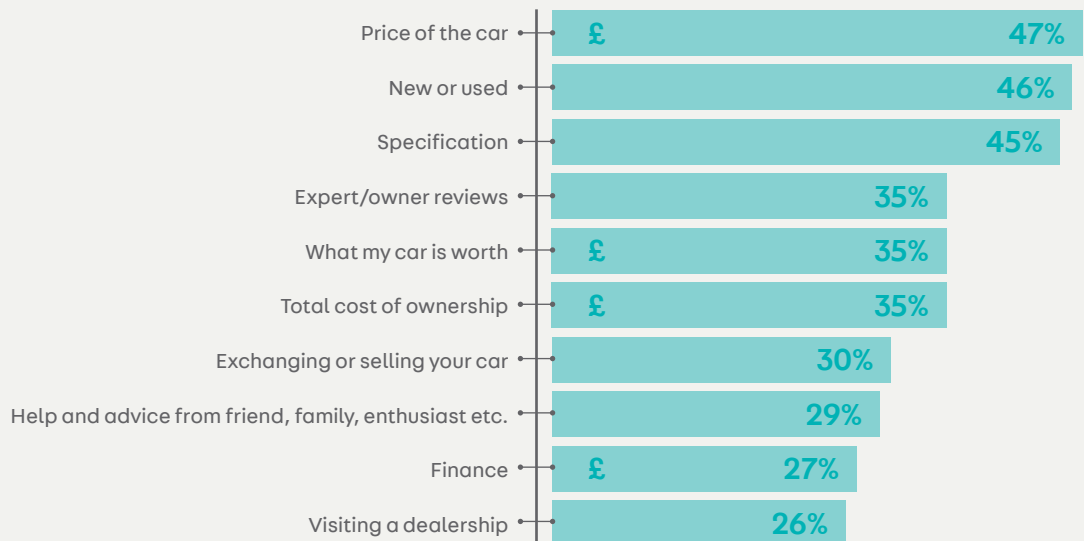 Price of the car £ 47%
New or used 46%
Specification 45%
Expert/owner reviews 35%
What my car is worth £ 35%
Total cost of ownership £ 35%
Exchanging or selling your car 30%
Help and advice from friend, family, enthusiast etc. 29%
Finance £ 27%
Visiting a dealership 26%